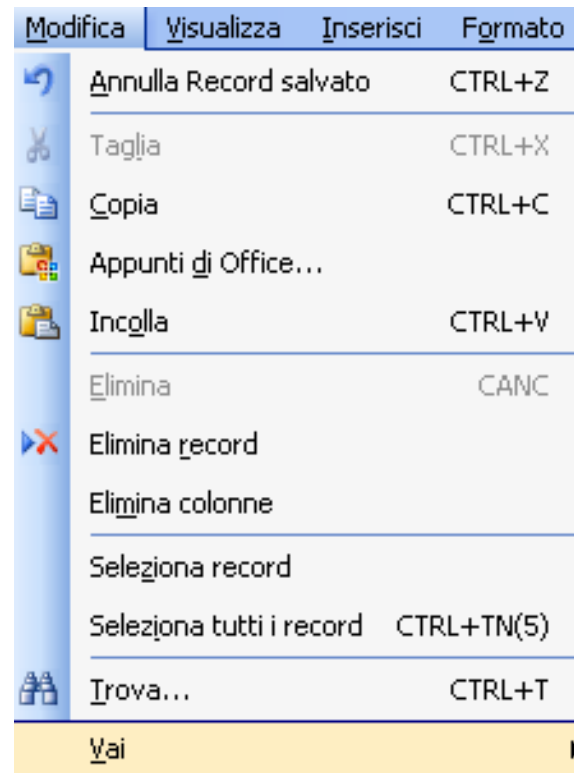 Modifica Visualizza Inserisci Formato
Annulla Record salvato CTRL+Z
Taglia CTRL+X
Copia CTRL+C
Appunti di Office...
Incolla CTRL+V
Elimina CANC
Elimina record
Elimina colonne
Seleziona record
Seleziona tutti i record CTRL+TN(5)
Trova... CTRL+T
Vai